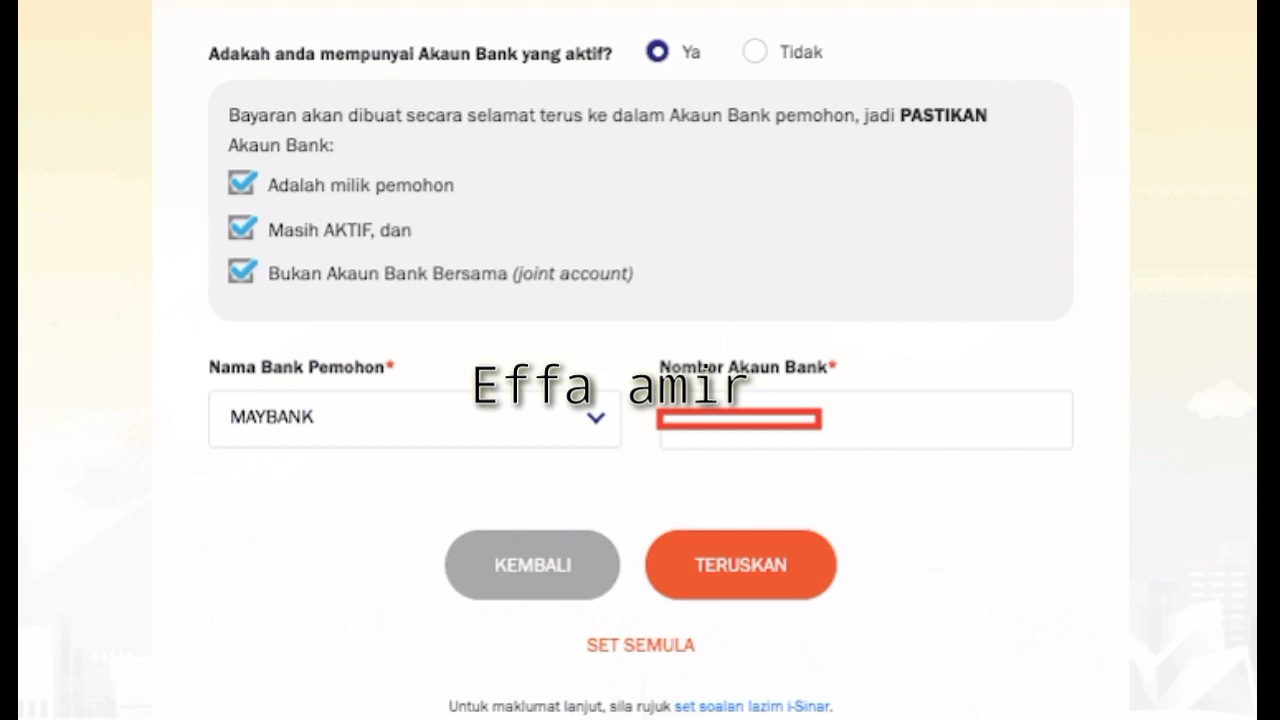 Adakah anda mempunyai Akaun Bank yang aktif? Ya Tidak
Bayaran akan dibuat secara selamat terus ke dalam Akaun Bank pemohon, jadi PASTIKAN
Akaun Bank:
Adalah milik pemohon
Masih AKTIF, dan
Bukan Akaun Bank Bersama (joint account)
Nama Bank Pemohon* Nombor Akaun Bank*
Effa amir
MAYBANK
KEMBALI TERUSKAN
SET SEMULA
Untuk maklumat lanjut, sila rujuk set soalan lazim i-Sinar.